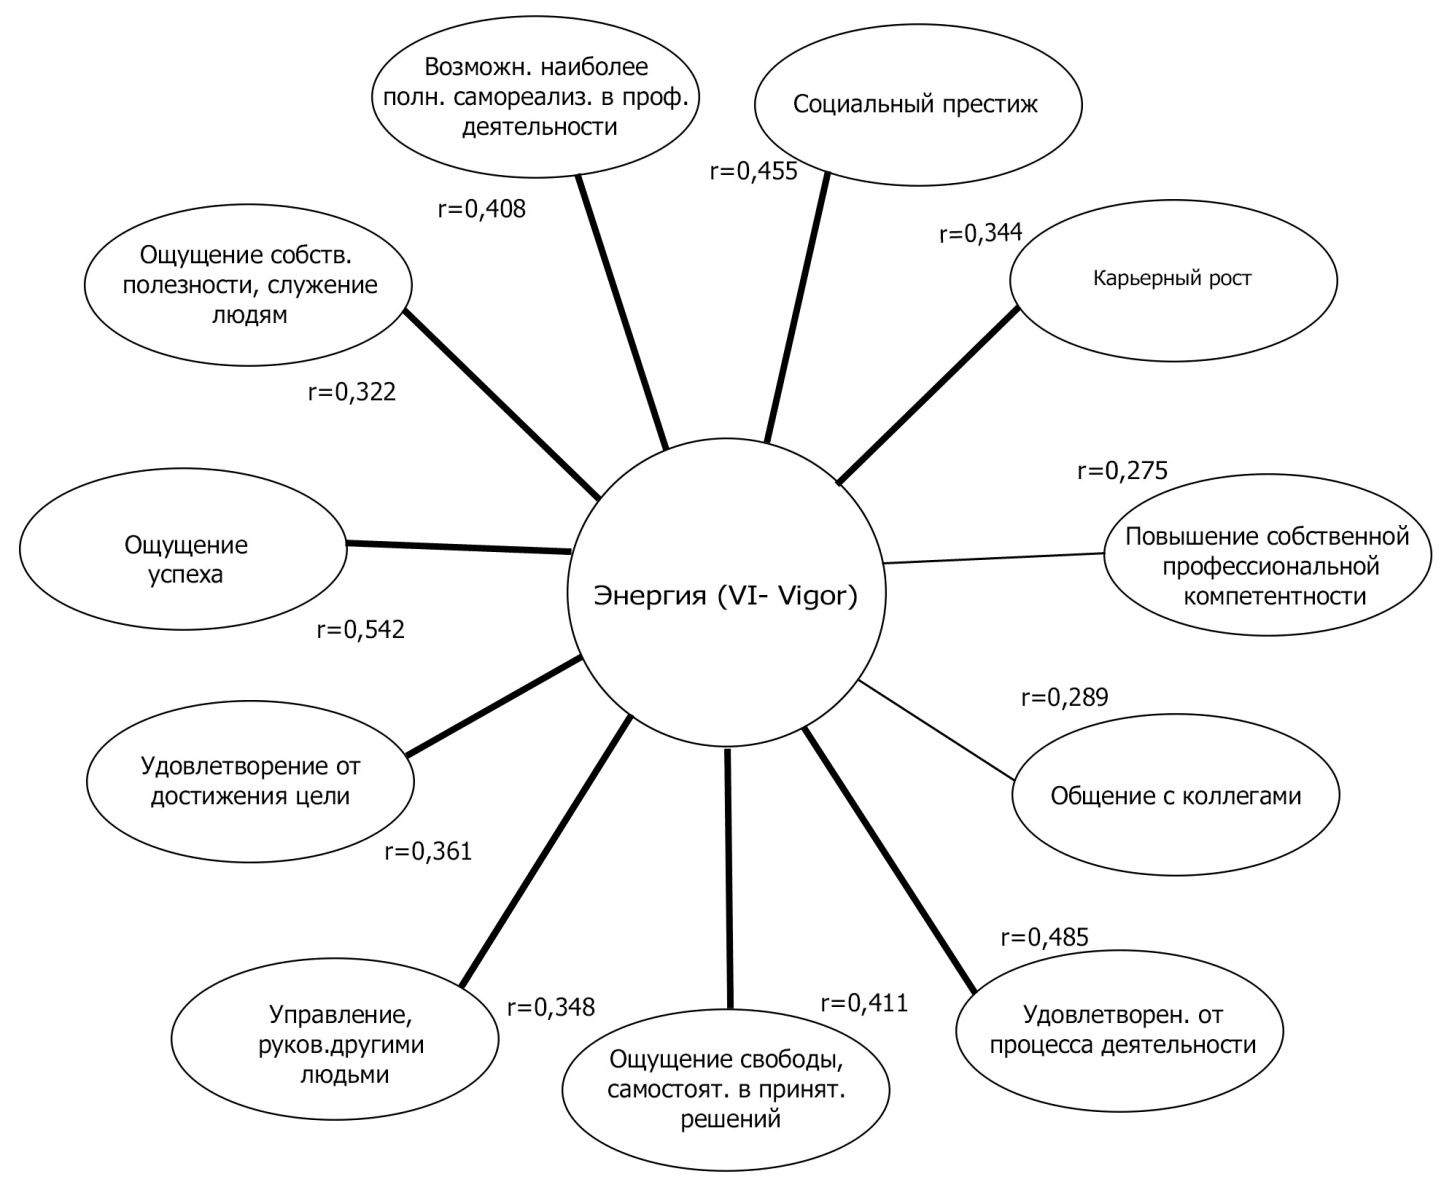 Возможн. наиболее
полн. самореализ. в проф.
деятельности
r=0,408
Социальный престиж
r=0,455
Карьерный рост
r=0,344
Ощущение собств.
полезности, служение
людям
r=0,322
Повышение собственной
профессиональной
компетентности
r=0,275
Ощущение
успеха
r=0,542
Энергия (VI- Vigor)
Общение с коллегами
r=0,289
Удовлетворение от
достижения цели
r=0,361
Удовлетворен. от
процесса деятельности
r=0,485
Управление,
руков.другими
людьми
r=0,348
Ощущение свободы,
самостоят. в принят.
решений
r=0,411